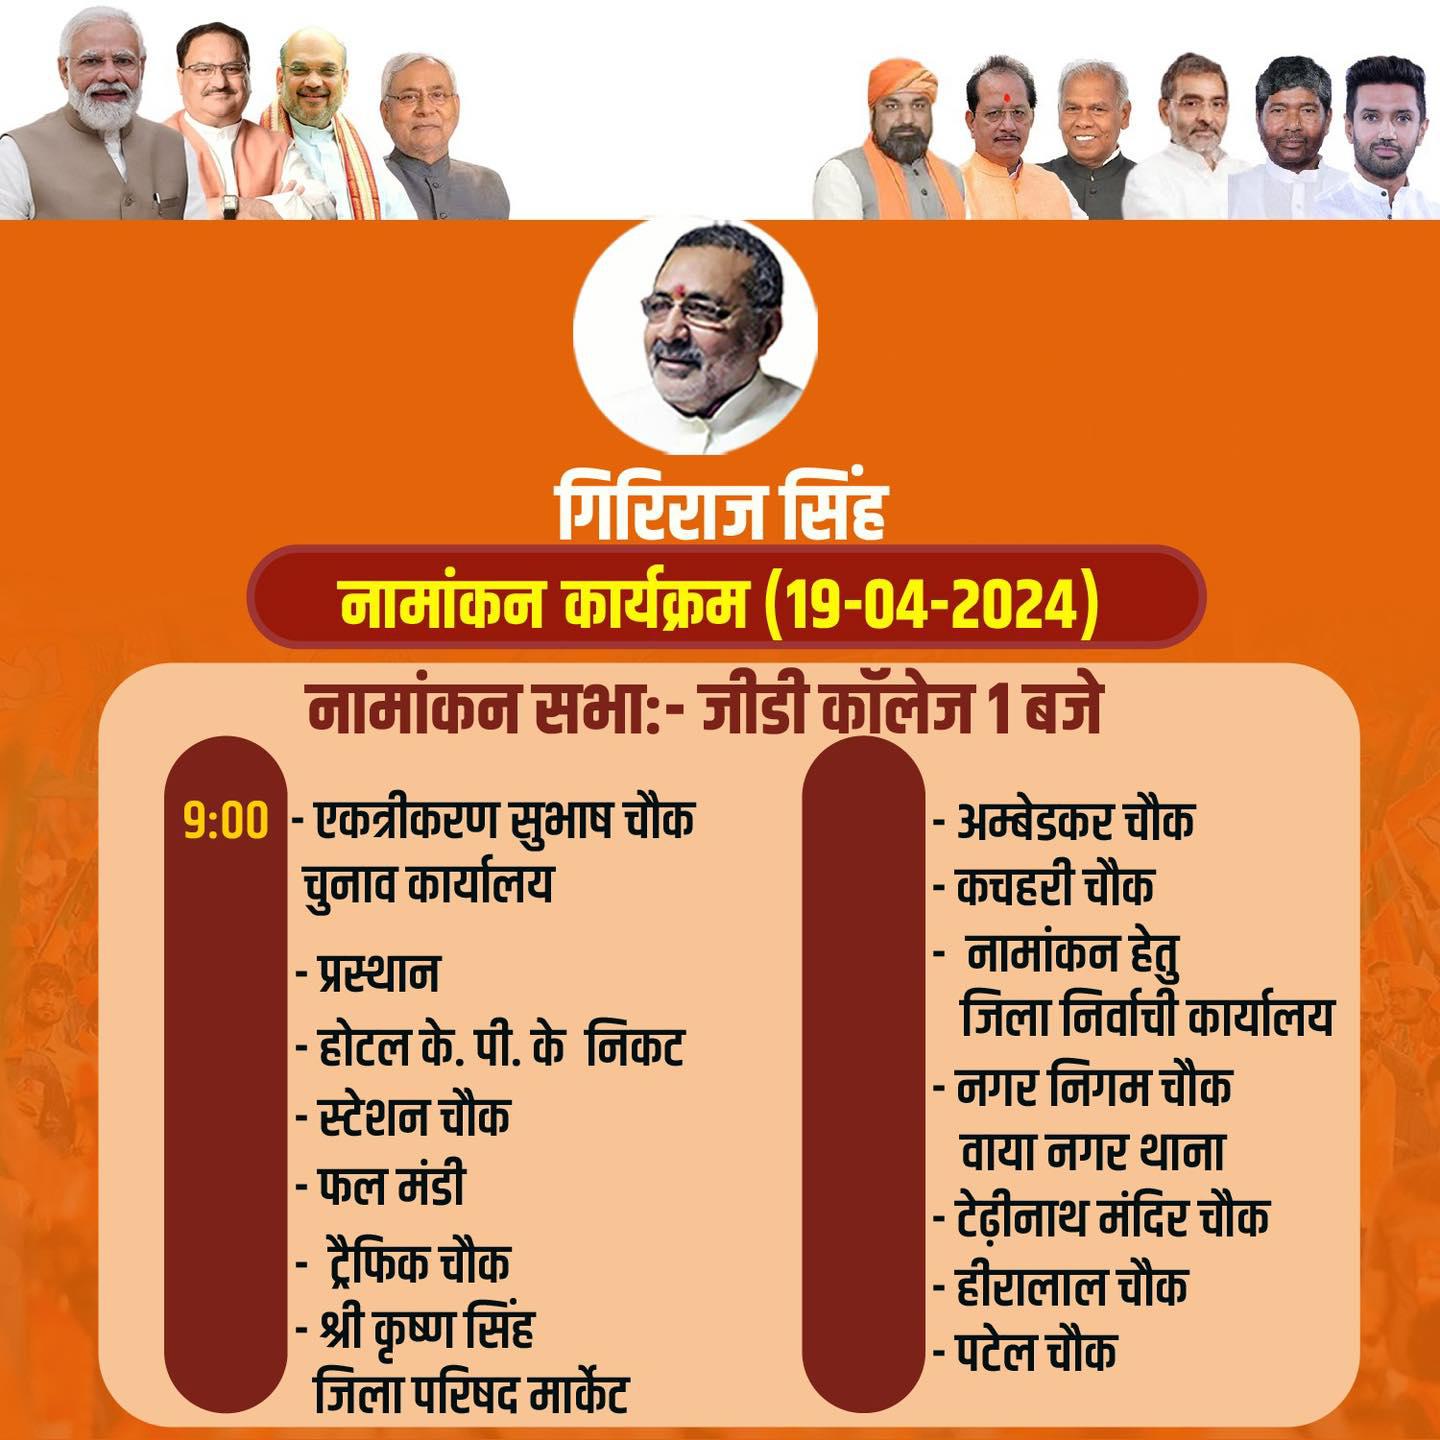 गिरिराज सिंह
नामांकन कार्यक्रम (19-04-2024)
नामांकन सभा:- जीडी कॉलेज 1 बजे
9:00 - एकत्रीकरण सुभाष चौक
चुनाव कार्यालय
- प्रस्थान
- होटल के. पी. के निकट
- स्टेशन चौक
- फल मंडी
- ट्रैफिक चौक
- श्री कृष्ण सिंह
जिला परिषद मार्केट
- अम्बेडकर चौक
- कचहरी चौक
- नामांकन हेतु
जिला निर्वाची कार्यालय
- नगर निगम चौक
वाया नगर थाना
- टेढ़ीनाथ मंदिर चौक
- हीरालाल चौक
- पटेल चौक